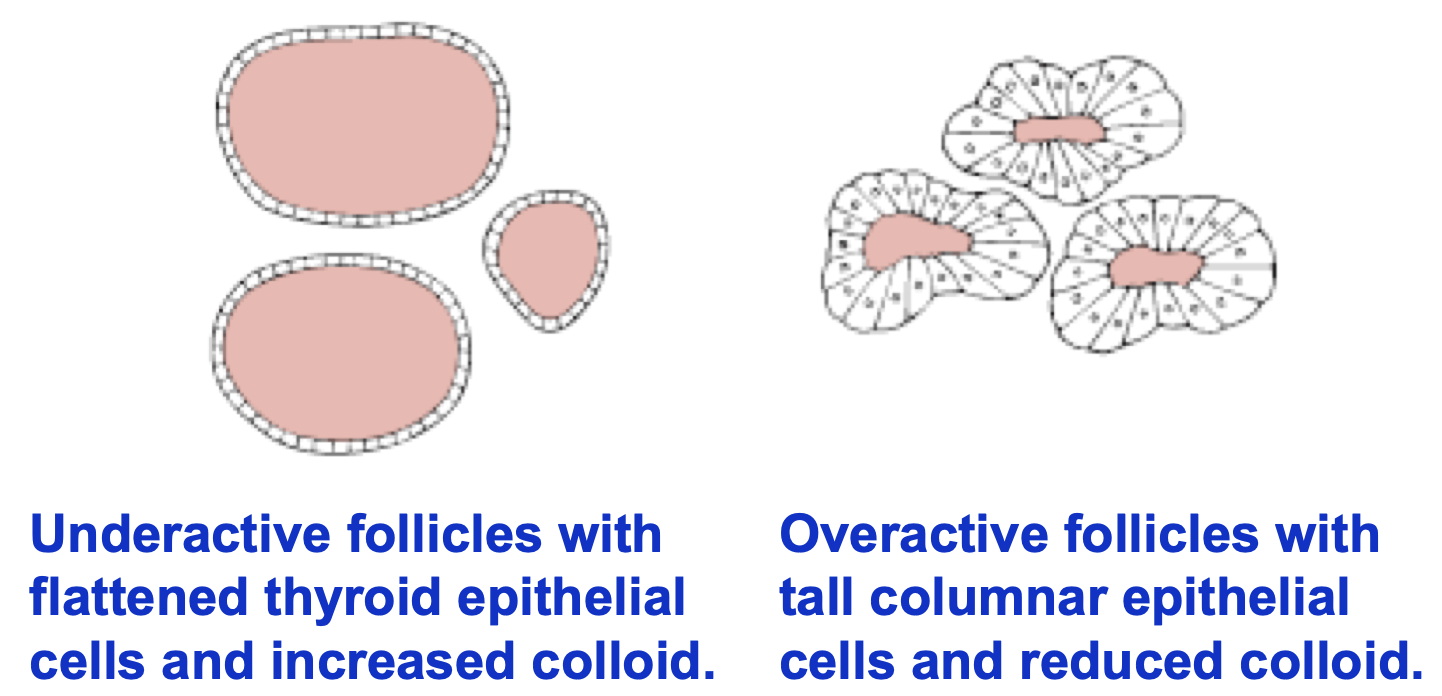 Underactive follicles with
flattened thyroid epithelial
cells and increased colloid.
Overactive follicles with
tall columnar epithelial
cells and reduced colloid.